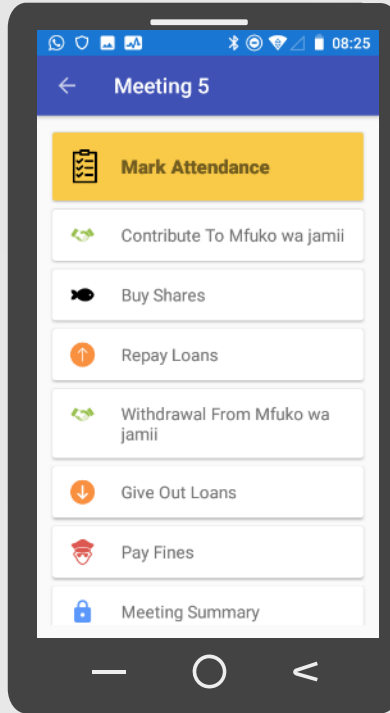 08:25
Meeting 5
Mark Attendance
Contribute To Mfuko wa jamii
Buy Shares
Repay Loans
Withdrawal From Mfuko wa
jamii
Give Out Loans
Pay Fines
Meeting Summary